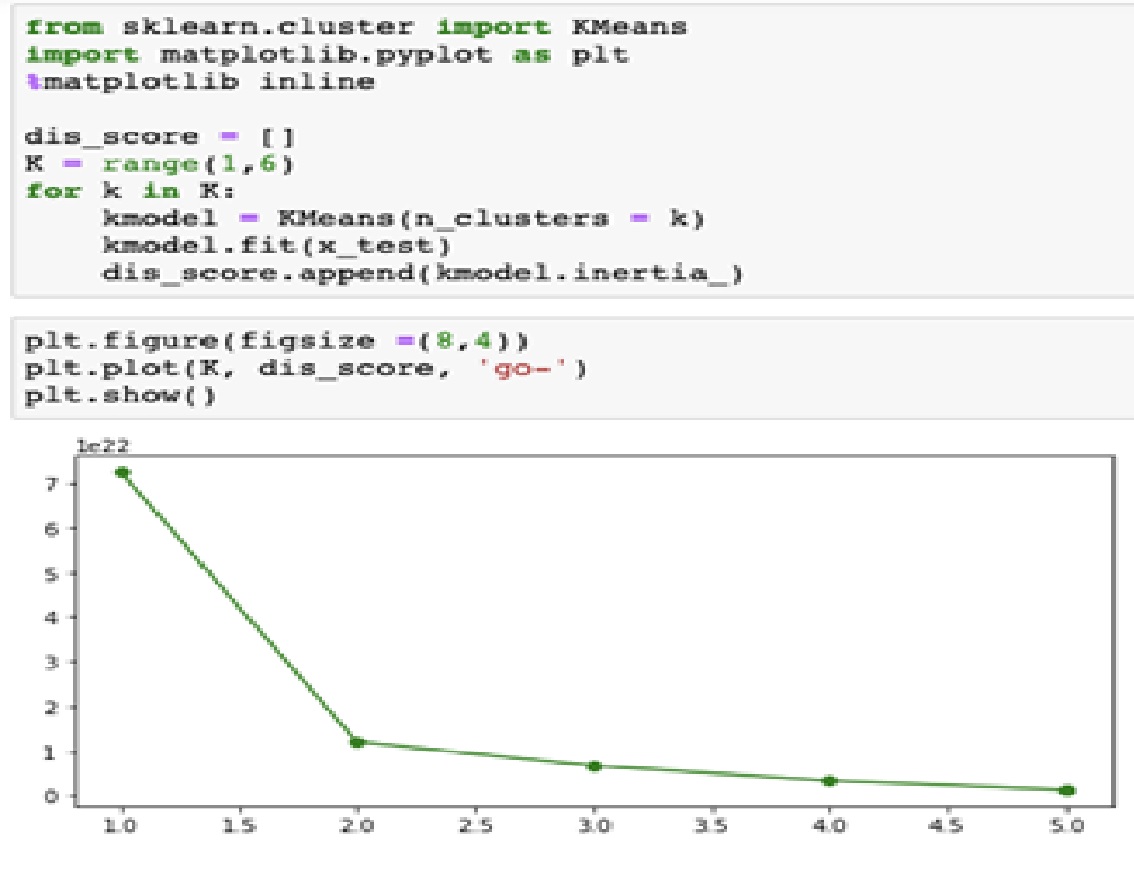 from sklearn.cluster import KMeans
import matplotlib.pyplot as plt
%matplotlib inline
dis_score = []
K = range(1,6)
for k in K:
    kmodel = KMeans(n_clusters = k)
    kmodel.fit(x_test)
    dis_score.append(kmodel.inertia_)
plt.figure(figsize =(8,4))
plt.plot(K, dis_score, 'go-')
plt.show()
1e22
7
6
5
4
3
2
1
0
1.0 1.5 2.0 2.5 3.0 3.5 4.0 4.5 5.0